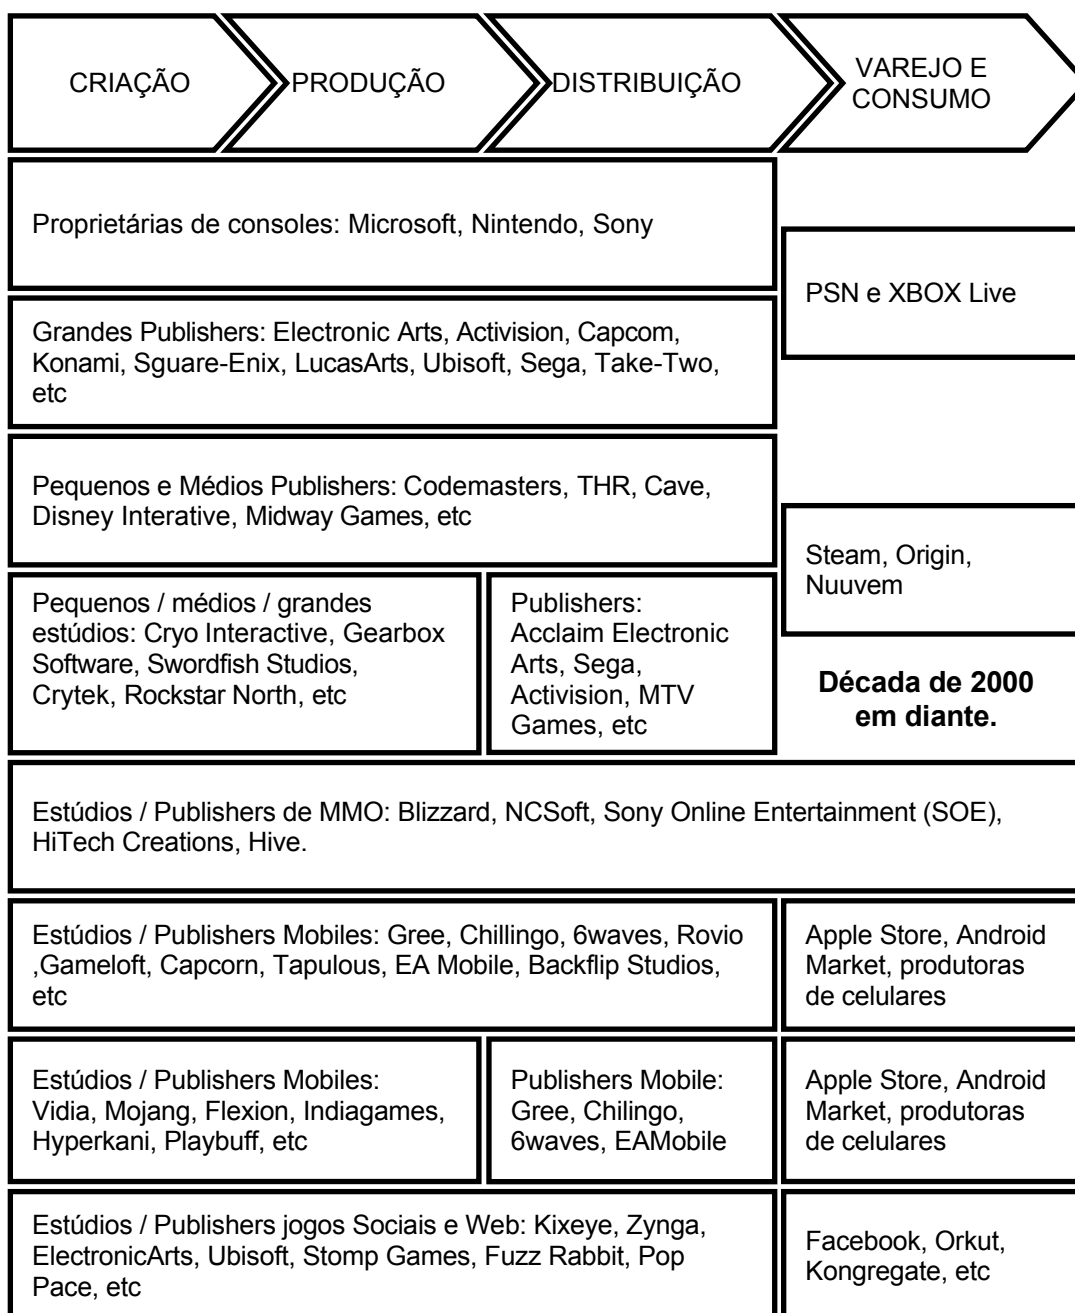 CRIAÇÃO
PRODUÇÃO
DISTRIBUIÇÃO
VAREJO E
CONSUMO
Proprietárias de consoles: Microsoft, Nintendo, Sony
PSN e XBOX Live
Grandes Publishers: Electronic Arts, Activision, Capcom,
Konami, Sguare-Enix, LucasArts, Ubisoft, Sega, Take-Two,
etc
Pequenos e Médios Publishers: Codemasters, THR, Cave,
Disney Interative, Midway Games, etc
Steam, Origin,
Nuuvem
Pequenos / médios / grandes
estúdios: Cryo Interactive, Gearbox
Software, Swordfish Studios,
Crytek, Rockstar North, etc
Publishers:
Acclaim Electronic
Arts, Sega,
Activision, MTV
Games, etc
Década de 2000
em diante.
Estúdios / Publishers de MMO: Blizzard, NCSoft, Sony Online Entertainment (SOE),
HiTech Creations, Hive.
Estúdios / Publishers Mobiles: Gree, Chillingo, 6waves, Rovio
,Gameloft, Capcorn, Tapulous, EA Mobile, Backflip Studios,
etc
Apple Store, Android
Market, produtoras
de celulares
Estúdios / Publishers Mobiles:
Vidia, Mojang, Flexion, Indiagames,
Hyperkani, Playbuff, etc
Publishers Mobile:
Gree, Chilingo,
6waves, EAMobile
Apple Store, Android
Market, produtoras
de celulares
Estúdios / Publishers jogos Sociais e Web: Kixeye, Zynga,
ElectronicArts, Ubisoft, Stomp Games, Fuzz Rabbit, Pop
Pace, etc
Facebook, Orkut,
Kongregate, etc